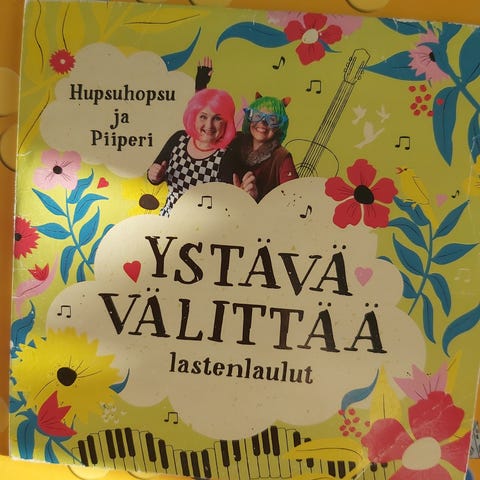 Hupsuhopsu
ja
Piiperi
YSTÄVÄ
VÄLITTÄÄ
lastenlaulut